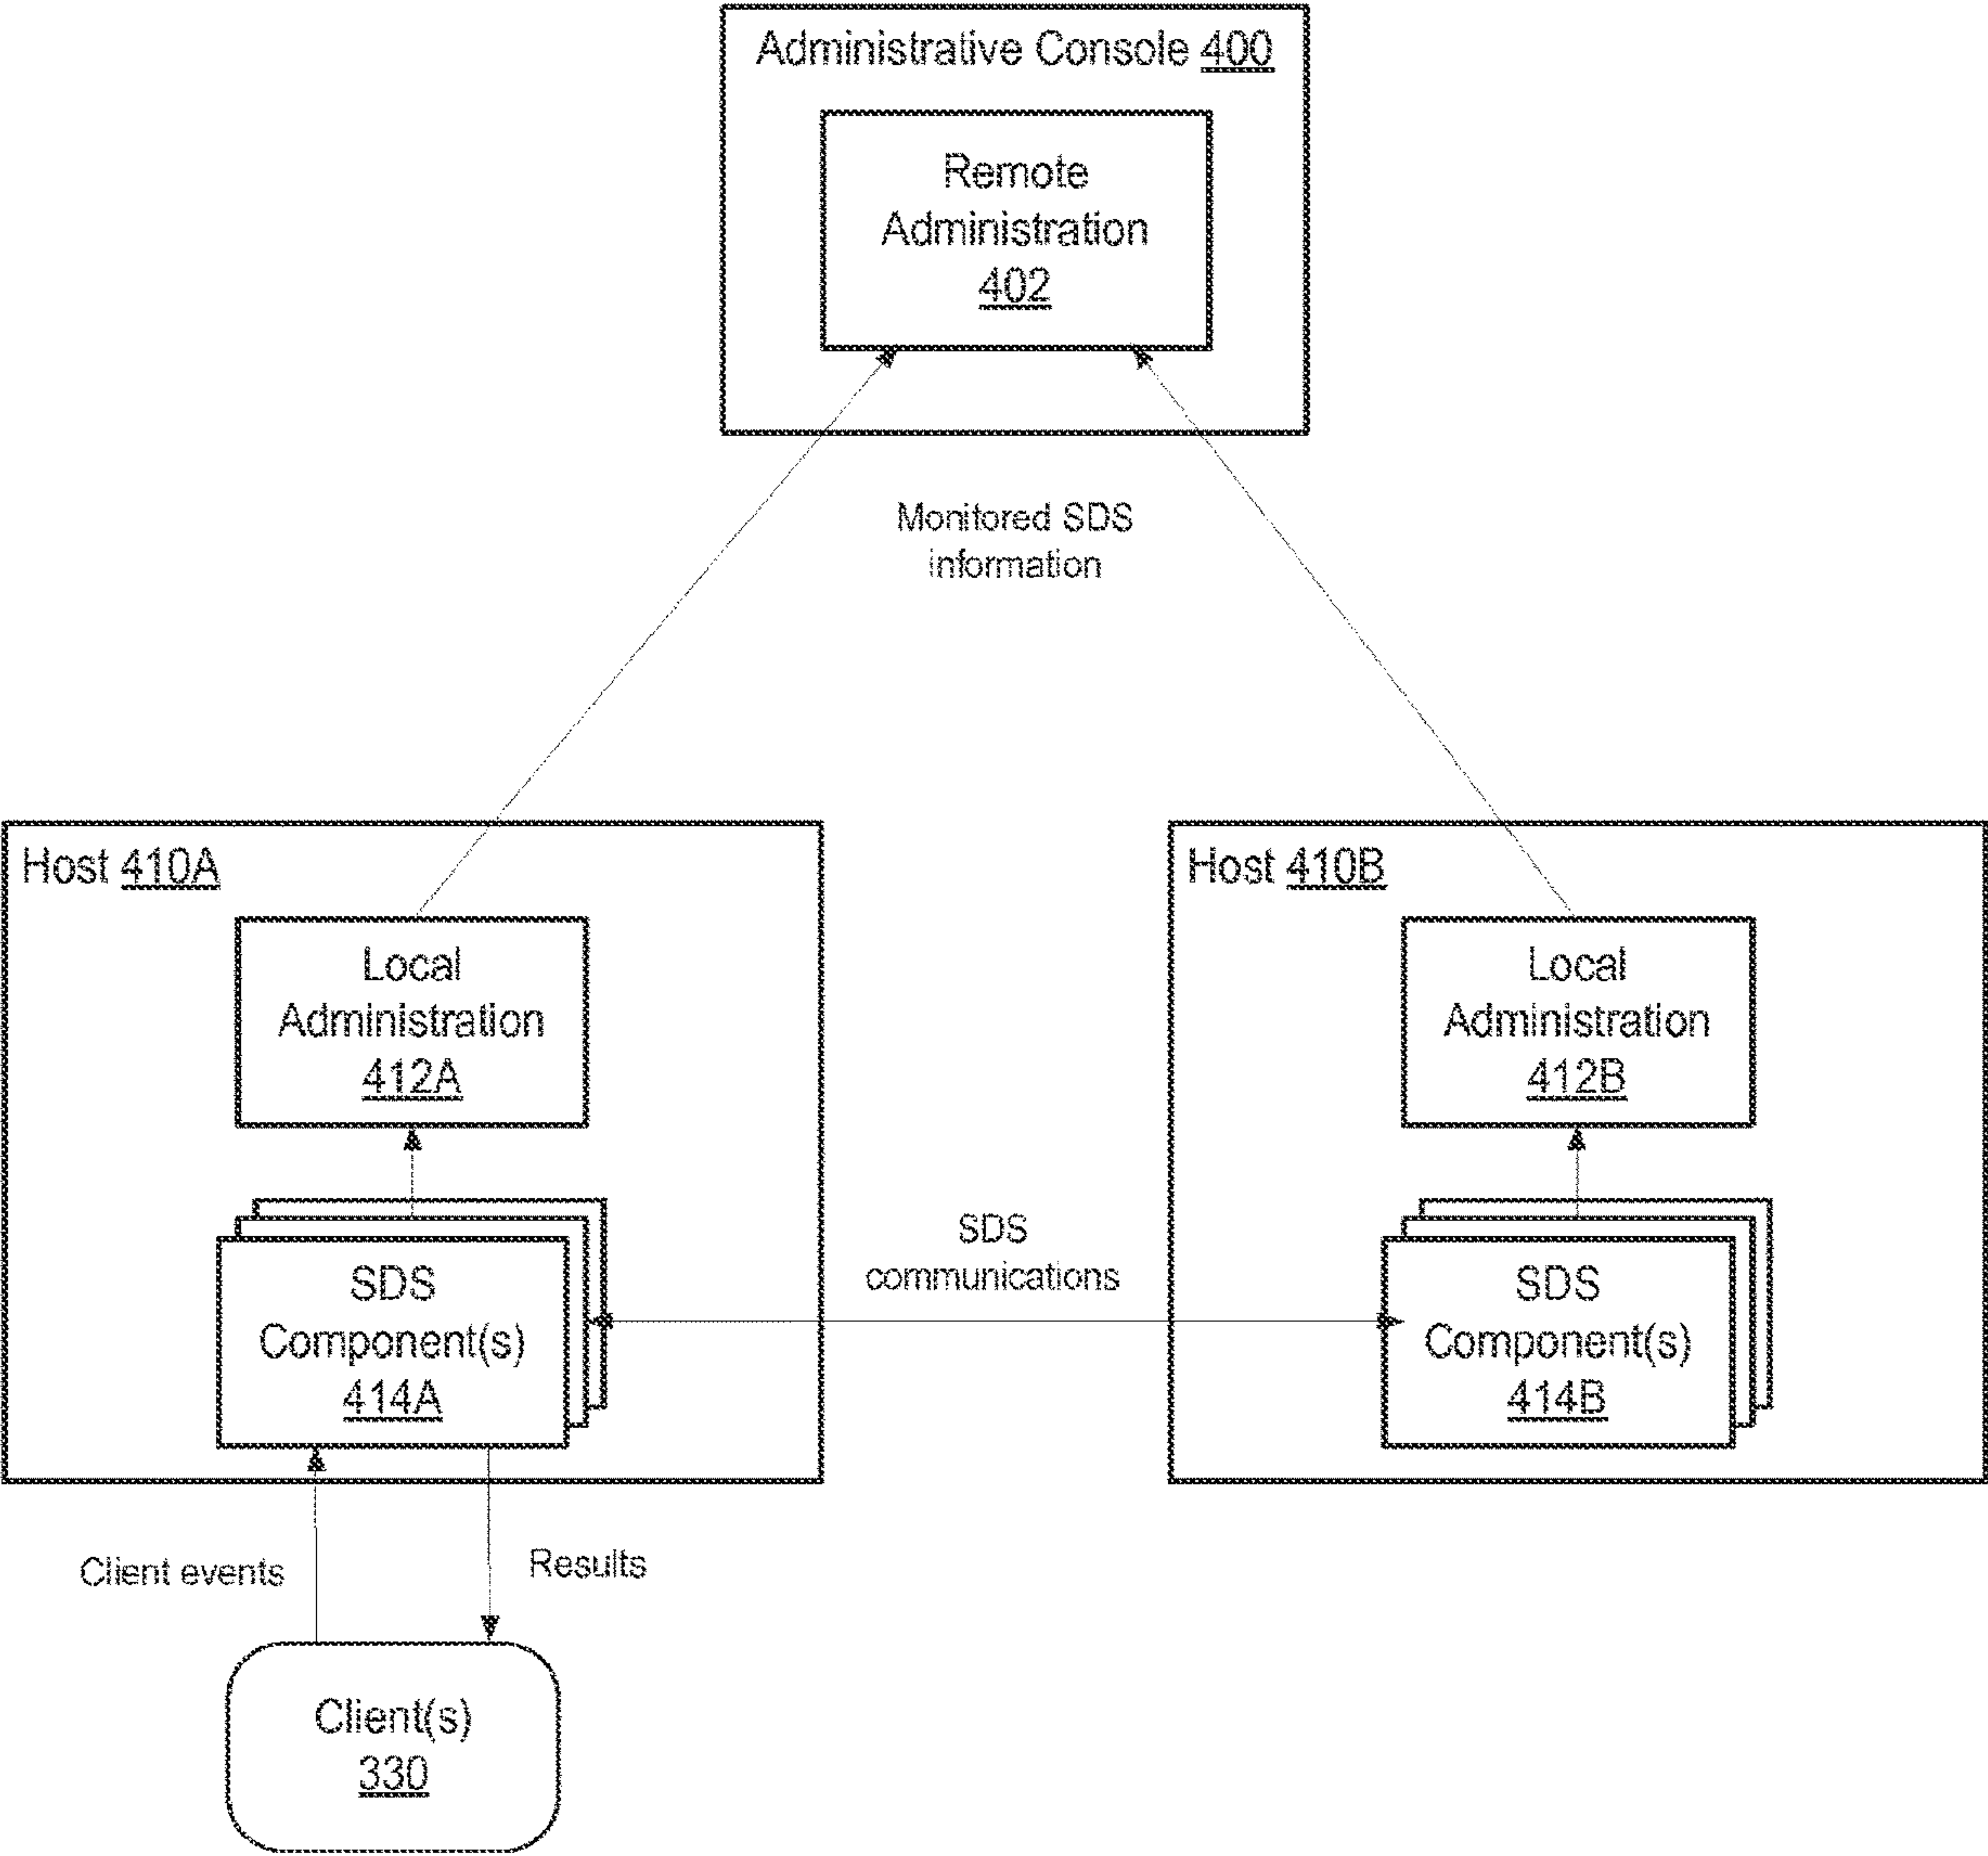 Administrative Console 400
Remote
Administration
402
Monitored SDS
information
Host 410A
Local
Administration
412A
SDS
Component(s)
414A
SDS
communications
Host 410B
Local
Administration
412B
SDS
Component(s)
414B
Client events
Results
Client(s)
330